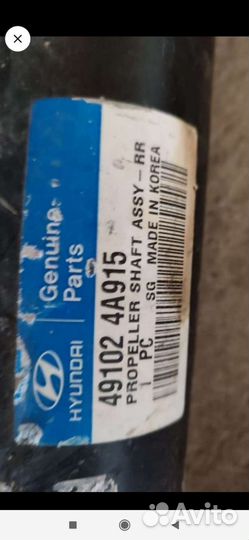 HYUNDAI
Genuine
Parts
49102 4A915
PROPELLER SHAFT ASSY-RR
1 PC SG MADE IN KOREA
Avito